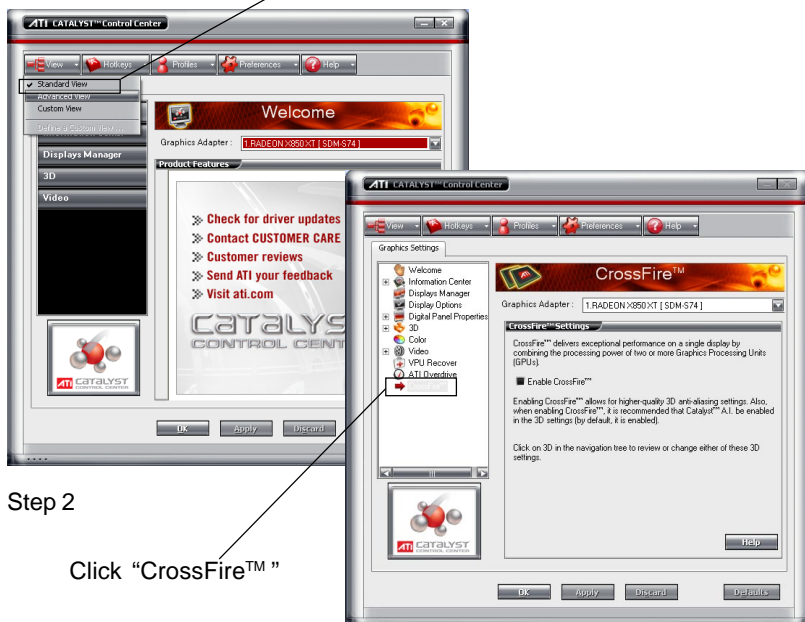 ATI CATALYST™ Control Center
View Hotkeys Profiles Preferences Help
Standard View
Advanced View
Custom View
Define a Custom View ...
Welcome
Graphics Adapter : 1.RADEON X850 XT [ SDM-S74 ]
Displays Manager
3D
Video
Product Features
Check for driver updates
Contact CUSTOMER CARE
Customer reviews
Send ATI your feedback
Visit ati.com
CATALYS
CONTROL CENT
ATI CATALYST
CONTROL CENTER
OK Apply Discard
ATI CATALYST™ Control Center
View Hotkeys Profiles Preferences Help
Graphics Settings
Welcome
Information Center
Displays Manager
Display Options
Digital Panel Properties
3D
Color
Video
VPU Recover
ATI Overdrive
CrossFire™
CrossFire™
Graphics Adapter : 1.RADEON X850 XT [ SDM-S74 ]
CrossFire™ Settings
CrossFire™ delivers exceptional performance on a single display by
combining the processing power of two or more Graphics Processing Units
(GPUs).
Enable CrossFire™
Enabling CrossFire™ allows for higher-quality 3D anti-aliasing settings. Also,
when enabling CrossFire™, it is recommended that Catalyst™ A.I. be enabled
in the 3D settings (by default, it is enabled).
Click on 3D in the navigation tree to review or change either of these 3D
settings.
Help
ATI CATALYST
CONTROL CENTER
OK Apply Discard Defaults
Step 2
Click “CrossFire™ ”